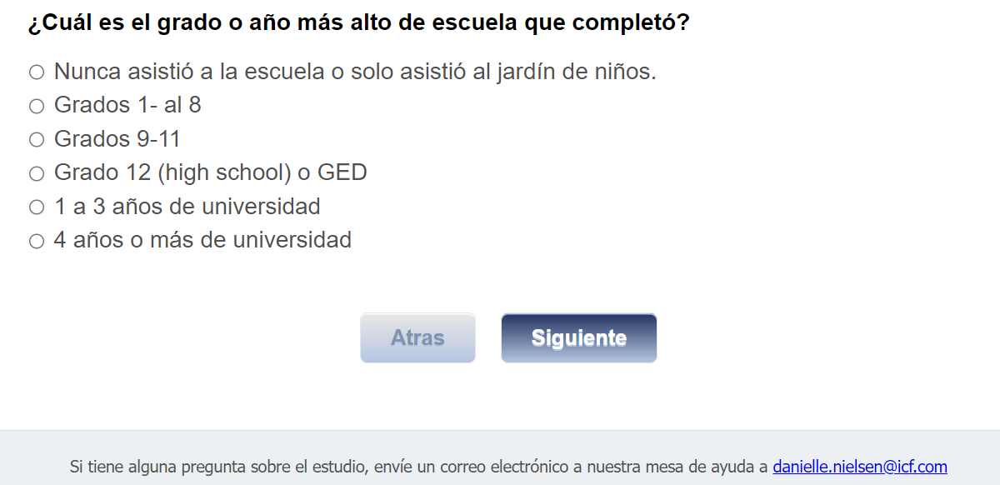 ¿Cuál es el grado o año más alto de escuela que completó?
Nunca asistió a la escuela o solo asistió al jardín de niños.
Grados 1- al 8
Grados 9-11
Grado 12 (high school) o GED
1 a 3 años de universidad
4 años o más de universidad
Atras
Siguiente
Si tiene alguna pregunta sobre el estudio, envíe un correo electrónico a nuestra mesa de ayuda a danielle.nielsen@icf.com